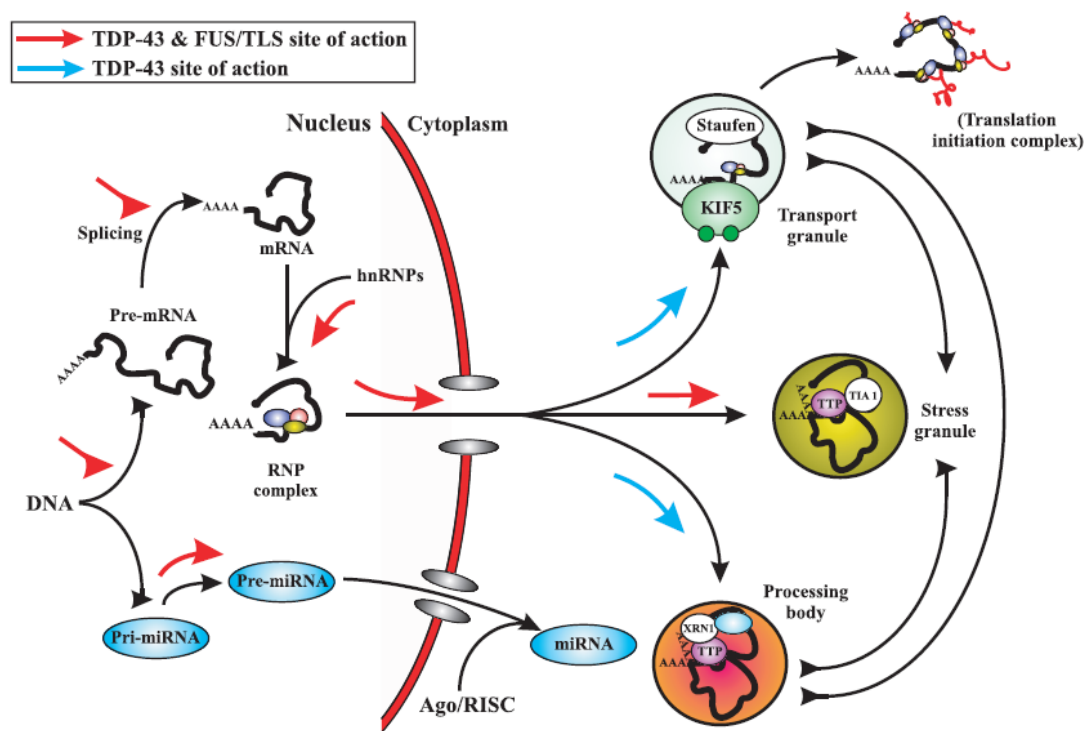 TDP-43 & FUS/TLS site of action
TDP-43 site of action
AAAA
(Translation
initiation complex)
Nucleus
Cytoplasm
Staufen
AAAA
KIF5
Transport
granule
Splicing
AAAA
mRNA
hnRNPs
Pre-mRNA
AAAA
AAAA
RNP
complex
AAA
AAAA
TTP
TIA 1
Stress
granule
DNA
Pre-miRNA
Pri-miRNA
miRNA
Ago/RISC
Processing
body
XRN1
AAA
AAAA
TTP